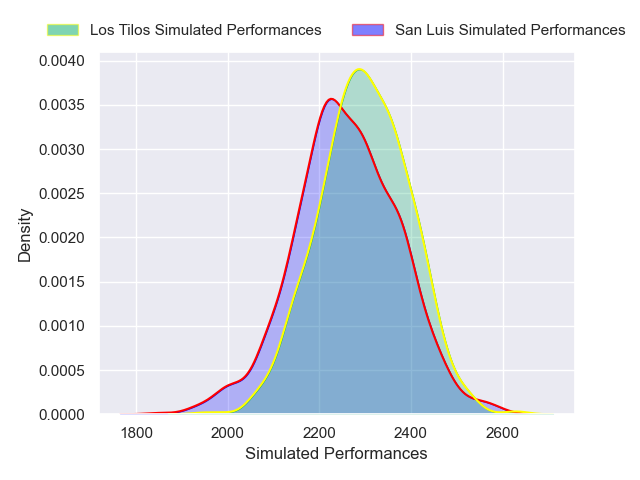 Los Tilos Simulated Performances San Luis Simulated Performances
0.0040
0.0035
0.0030
0.0025
0.0020
0.0015
0.0010
0.0005
0.0000
Density
1800 2000 2200 2400 2600
Simulated Performances